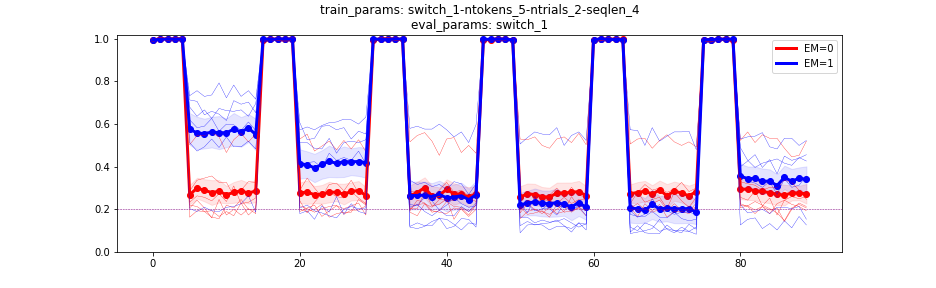 train_params: switch_1-ntokens_5-ntrials_2-seqlen_4
eval_params: switch_1
1.0
0.8
0.6
0.4
0.2
0.0
0
20
40
60
80
EM=0
EM=1